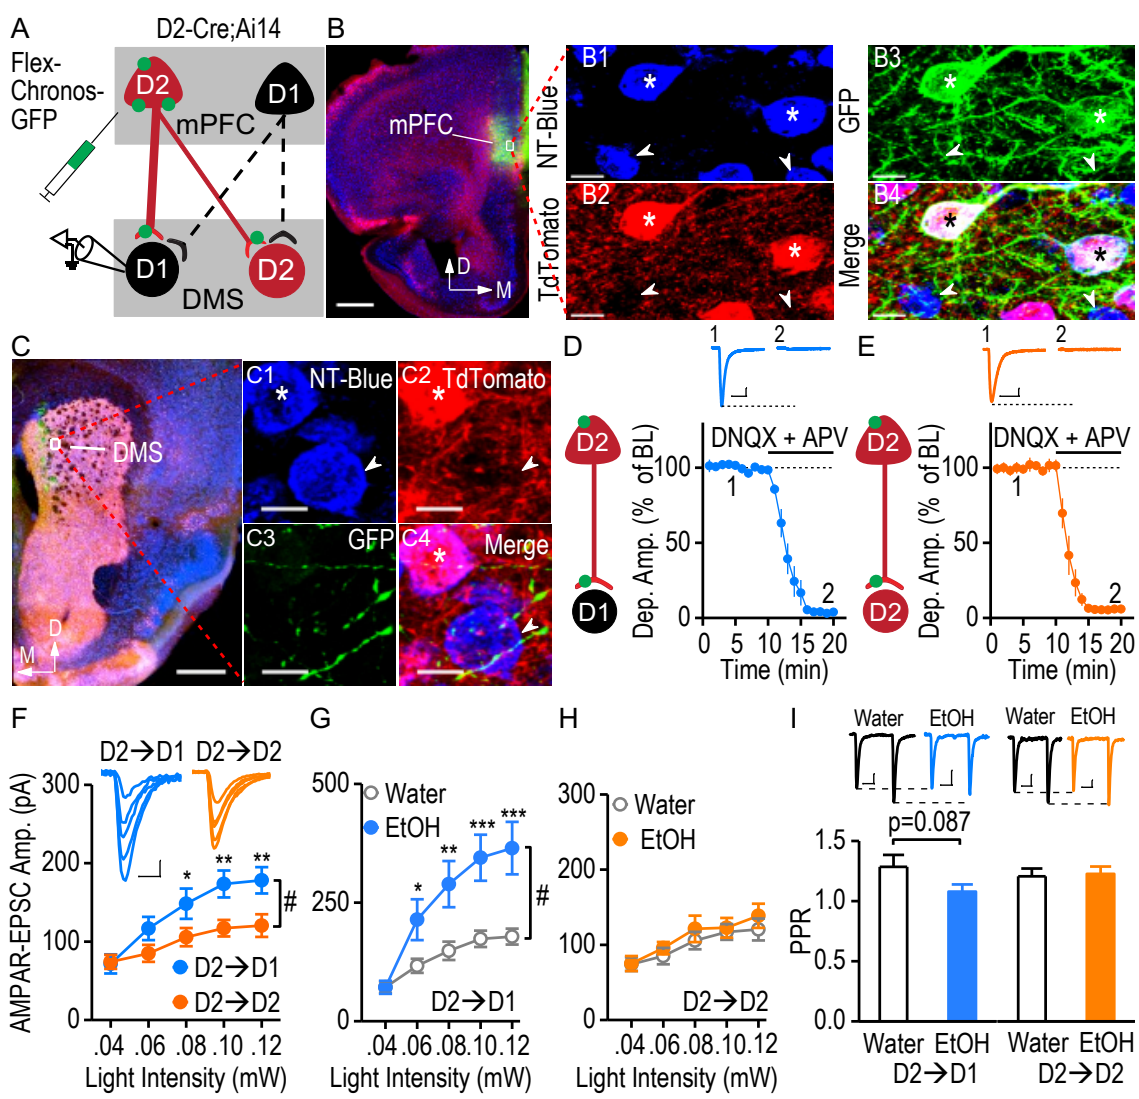 A
D2-Cre;Ai14
Flex-
Chronos-
GFP
D2
D1
mPFC
D1
D2
DMS
B
mPFC
D
M
B1
NT-Blue
*
*
B2
TdTomato
*
*
B3
GFP
*
*
B4
Merge
*
*
C
DMS
D
M
C1
NT-Blue
*
C2
TdTomato
*
C3
GFP
C4
Merge
*
D
1
2
D2
D1
DNQX + APV
Dep. Amp. (% of BL)
100
50
0
1
2
0
5
10
15
20
Time (min)
E
1
2
D2
D2
DNQX + APV
Dep. Amp. (% of BL)
100
50
0
1
2
0
5
10
15
20
Time (min)
F
D2→D1
D2→D2
AMPAR-EPSC Amp. (pA)
300
200
100
0
*
**
**
#
D2→D1
D2→D2
.04
.06
.08
.10
.12
Light Intensity (mW)
G
500
250
0
Water
EtOH
*
**
***
***
#
D2→D1
.04
.06
.08
.10
.12
Light Intensity (mW)
H
300
200
100
0
Water
EtOH
D2→D2
.04
.06
.08
.10
.12
Light Intensity (mW)
I
Water
EtOH
Water
EtOH
p=0.087
PPR
1.5
1.0
.5
0.0
Water
EtOH
Water
EtOH
D2→D1
D2→D2